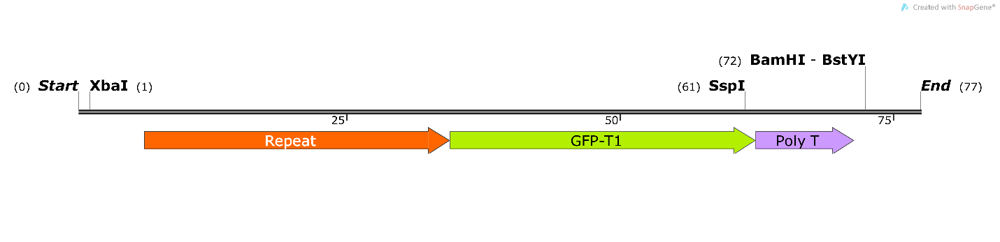 Created with SnapGene®
(72) BamHI - BstYI
(0) Start XbaI (1) (61) SspI End (77)
25 50 75
Repeat GFP-T1 Poly T